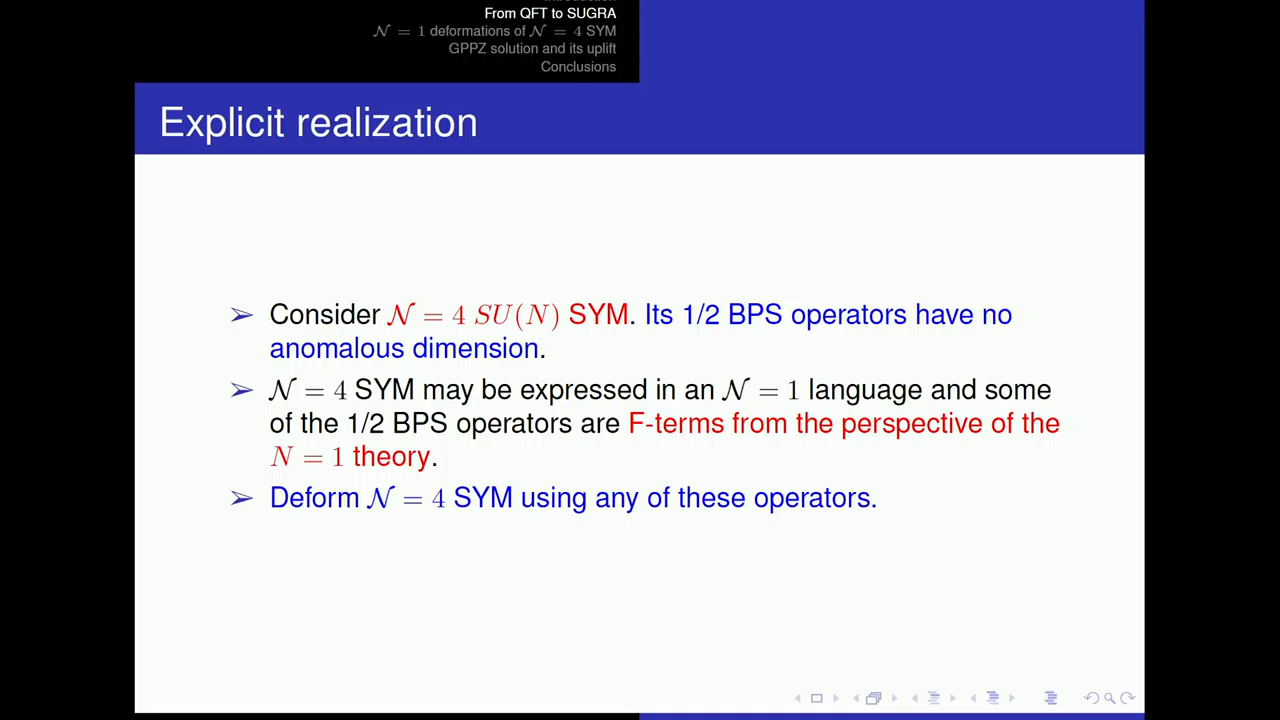 Introduction
From QFT to SUGRA
𝒩 = 1 deformations of 𝒩 = 4 SYM
GPPZ solution and its uplift
Conclusions
Explicit realization
➢ Consider 𝒩 = 4 SU(N) SYM. Its 1/2 BPS operators have no
anomalous dimension.
➢ 𝒩 = 4 SYM may be expressed in an 𝒩 = 1 language and some
of the 1/2 BPS operators are F-terms from the perspective of the
N = 1 theory.
➢ Deform 𝒩 = 4 SYM using any of these operators.